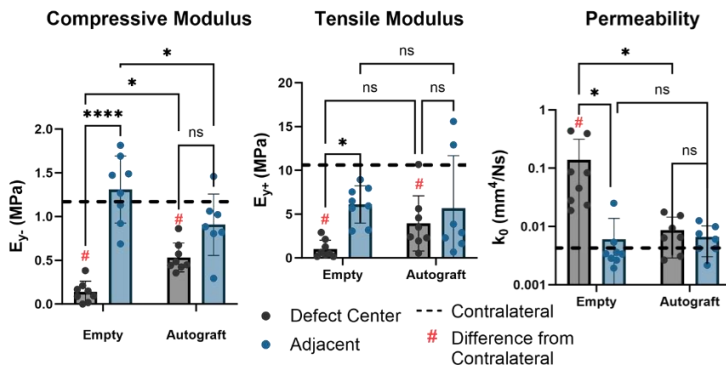 Compressive Modulus
Tensile Modulus
Permeability
*
*
****
ns
2.0
1.5
1.0
0.5
0.0
Ey- (MPa)
#
#
Empty
Autograft
ns
ns
ns
*
20
15
10
5
0
Ey+ (MPa)
#
#
Empty
Autograft
*
*
ns
ns
1
0.1
0.01
0.001
k0 (mm4/Ns)
#
Empty
Autograft
Defect Center
Adjacent
Contralateral
# Difference from
Contralateral